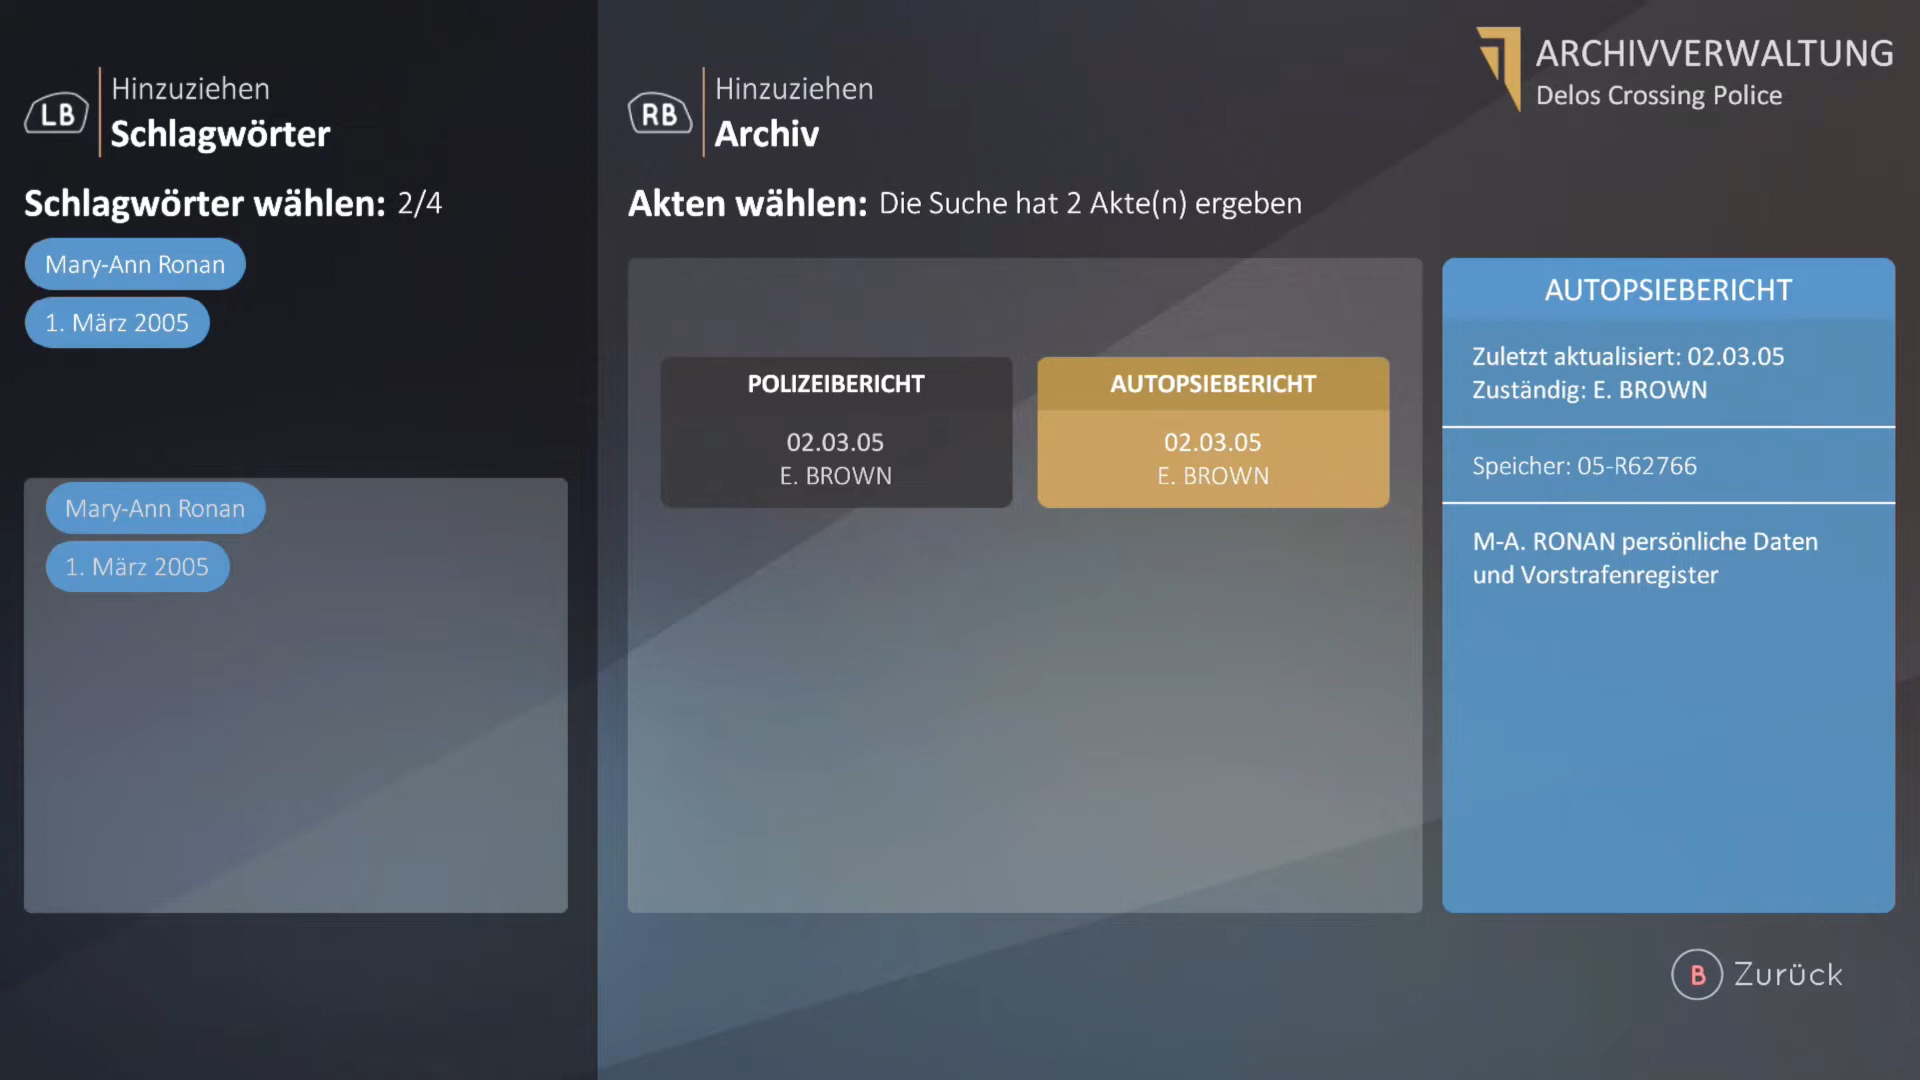 LB
Hinzuziehen
Schlagwörter
Schlagwörter wählen: 2/4
Mary-Ann Ronan
1. März 2005
Mary-Ann Ronan
1. März 2005
RB
Hinzuziehen
Archiv
Akten wählen: Die Suche hat 2 Akte(n) ergeben
POLIZEIBERICHT
02.03.05
E. BROWN
AUTOPSIEBERICHT
02.03.05
E. BROWN
ARCHIVVERWALTUNG
Delos Crossing Police
AUTOPSIEBERICHT
Zuletzt aktualisiert: 02.03.05
Zuständig: E. BROWN
Speicher: 05-R62766
M-A. RONAN persönliche Daten
und Vorstrafenregister
B Zurück